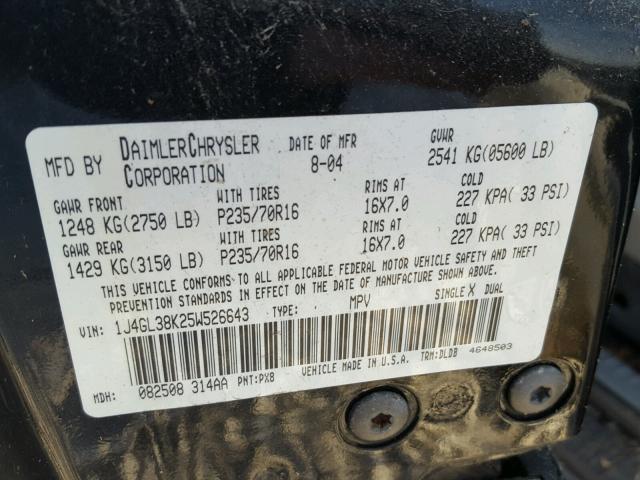 MFD BY DAIMLERCHRYSLER CORPORATION DATE OF MFR 8-04 GVWR 2541 KG(05600 LB)
GAWR FRONT WITH TIRES RIMS AT COLD
1248 KG(2750 LB) P235/70R16 16X7.0 227 KPA( 33 PSI)
GAWR REAR WITH TIRES RIMS AT COLD
1429 KG(3150 LB) P235/70R16 16X7.0 227 KPA( 33 PSI)
THIS VEHICLE CONFORMS TO ALL APPLICABLE FEDERAL MOTOR VEHICLE SAFETY AND THEFT
PREVENTION STANDARDS IN EFFECT ON THE DATE OF MANUFACTURE SHOWN ABOVE.
VIN: 1J4GL38K25W526643 TYPE: MPV SINGLE X DUAL
MDH: 082508 314AA PNT:PX8 VEHICLE MADE IN U.S.A. TRM:DLDB 4648503